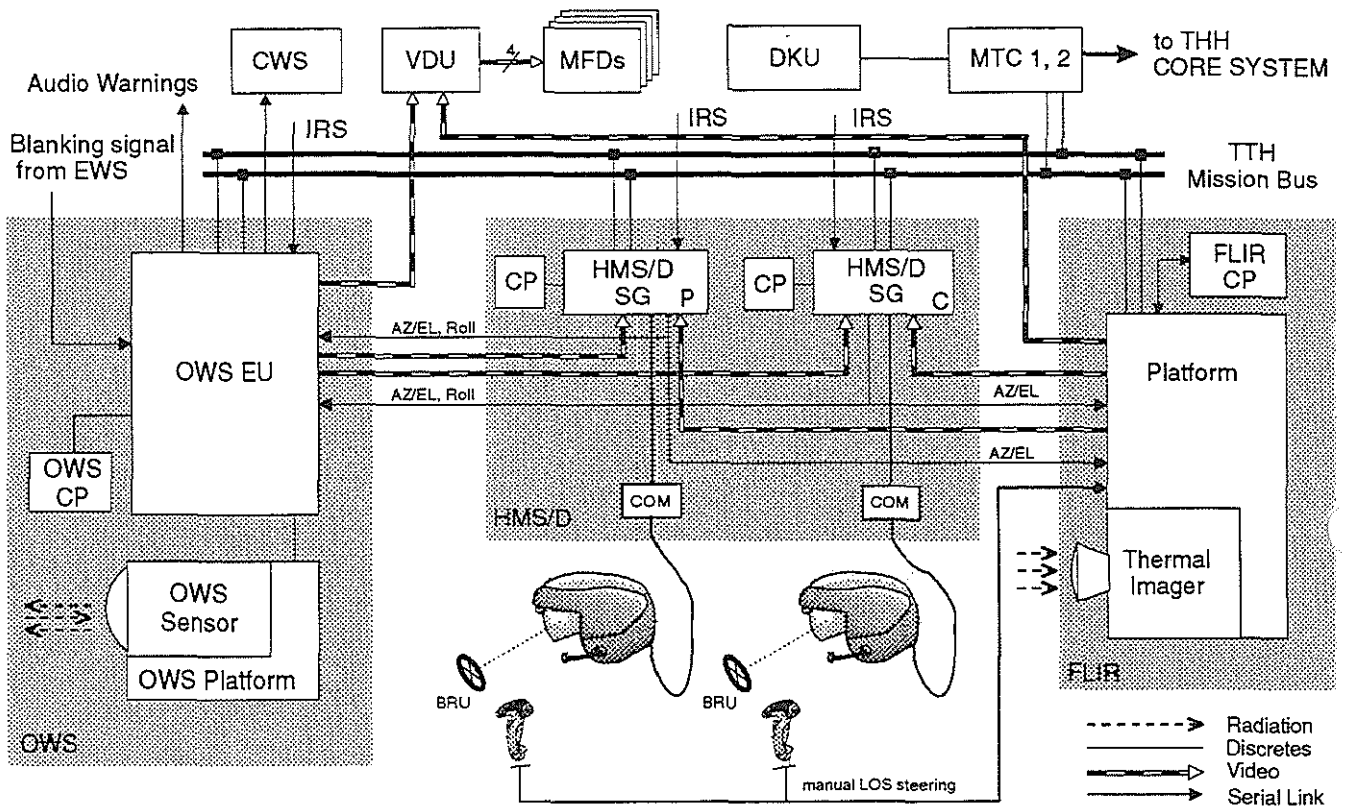 CWS
VDU
4
MFDs
DKU
MTC 1, 2
to THH
CORE SYSTEM
Audio Warnings
IRS
IRS
IRS
Blanking signal
from EWS
TTH
Mission Bus
CP
HMS/D
SG P
CP
HMS/D
SG C
FLIR
CP
AZ/EL, Roll
OWS EU
Platform
AZ/EL, Roll
AZ/EL
AZ/EL
OWS
CP
COM
COM
HMS/D
OWS
Sensor
Thermal
Imager
OWS Platform
BRU
BRU
FLIR
OWS
manual LOS steering
Radiation
Discretes
Video
Serial Link